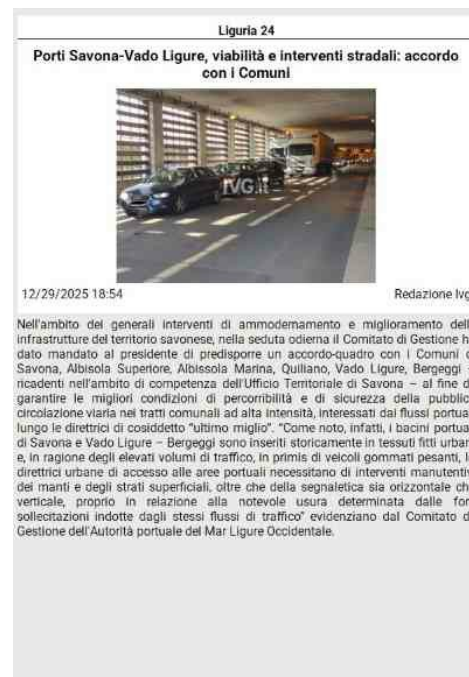 Liguria 24
Porti Savona-Vado Ligure, viabilità e interventi stradali: accordo
con i Comuni
IVG.it
12/29/2025 18:54 Redazione Ivg
Nell'ambito dei generali interventi di ammodernamento e miglioramento dell
infrastrutture del territorio savonese, nella seduta odierna il Comitato di Gestione h
dato mandato al presidente di predisporre un accordo-quadro con i Comuni d
Savona, Albisola Superiore, Albissola Marina, Quiliano, Vado Ligure, Bergeggi –
ricadenti nell'ambito di competenza dell'Ufficio Territoriale di Savona – al fine d
garantire le migliori condizioni di percorribilità e di sicurezza della pubblic
circolazione viaria nei tratti comunali ad alta intensità, interessati dai flussi portua
lungo le direttrici di cosiddetto "ultimo miglio". "Come noto, infatti, i bacini portua
di Savona e Vado Ligure – Bergeggi sono inseriti storicamente in tessuti fitti urban
e, in ragione degli elevati volumi di traffico, in primis di veicoli gommati pesanti, l
direttrici urbane di accesso alle aree portuali necessitano di interventi manutentiv
dei manti e degli strati superficiali, oltre che della segnaletica sia orizzontale ch
verticale, proprio in relazione alla notevole usura determinata dalle for
sollecitazioni indotte dagli stessi flussi di traffico" evidenziano dal Comitato d
Gestione dell'Autorità portuale del Mar Ligure Occidentale.